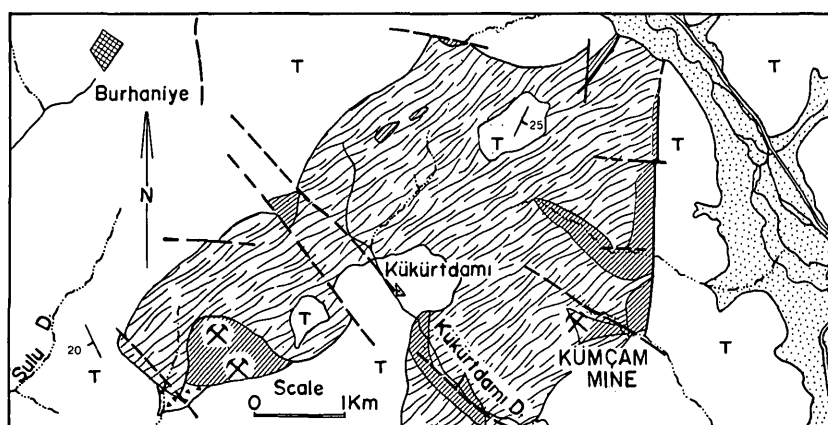 T
T
Burhaniye
T
25
T
N
Kükürtdamı
Sulu D.
T
20
T
T
Kükürtdamı D.
KUMÇAM
MINE
T
Scale
0 1Km